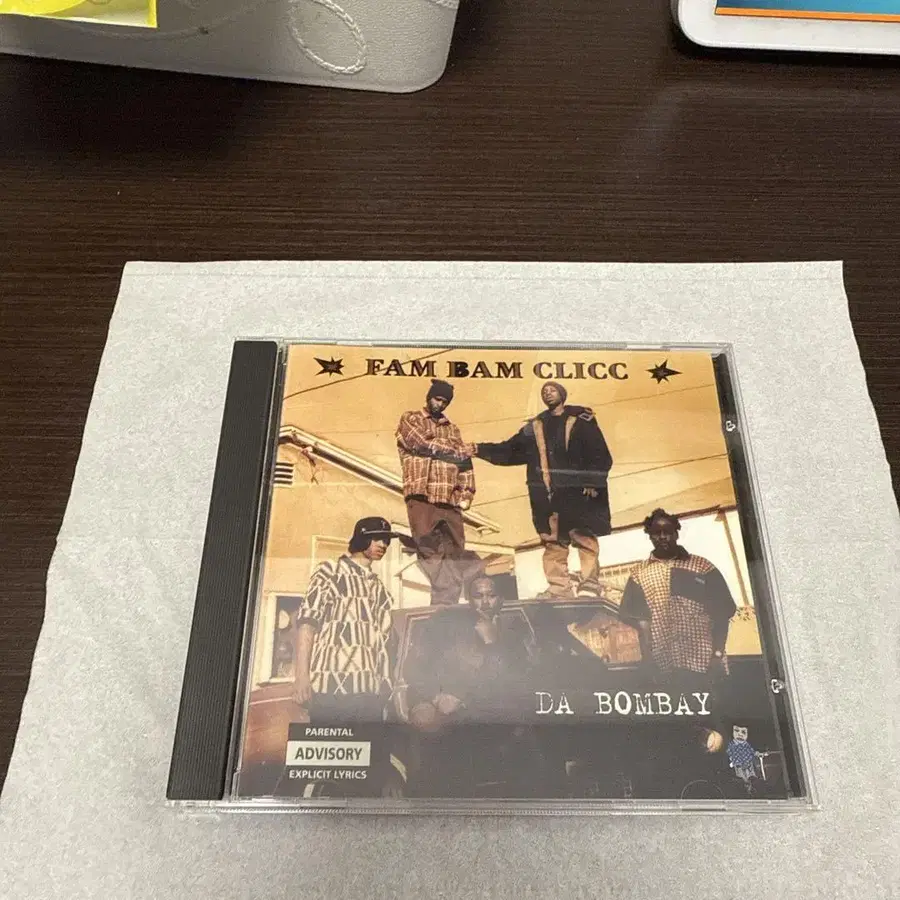 FAM BAM CLICC
DA BOMBAY
PARENTAL
ADVISORY
EXPLICIT LYRICS